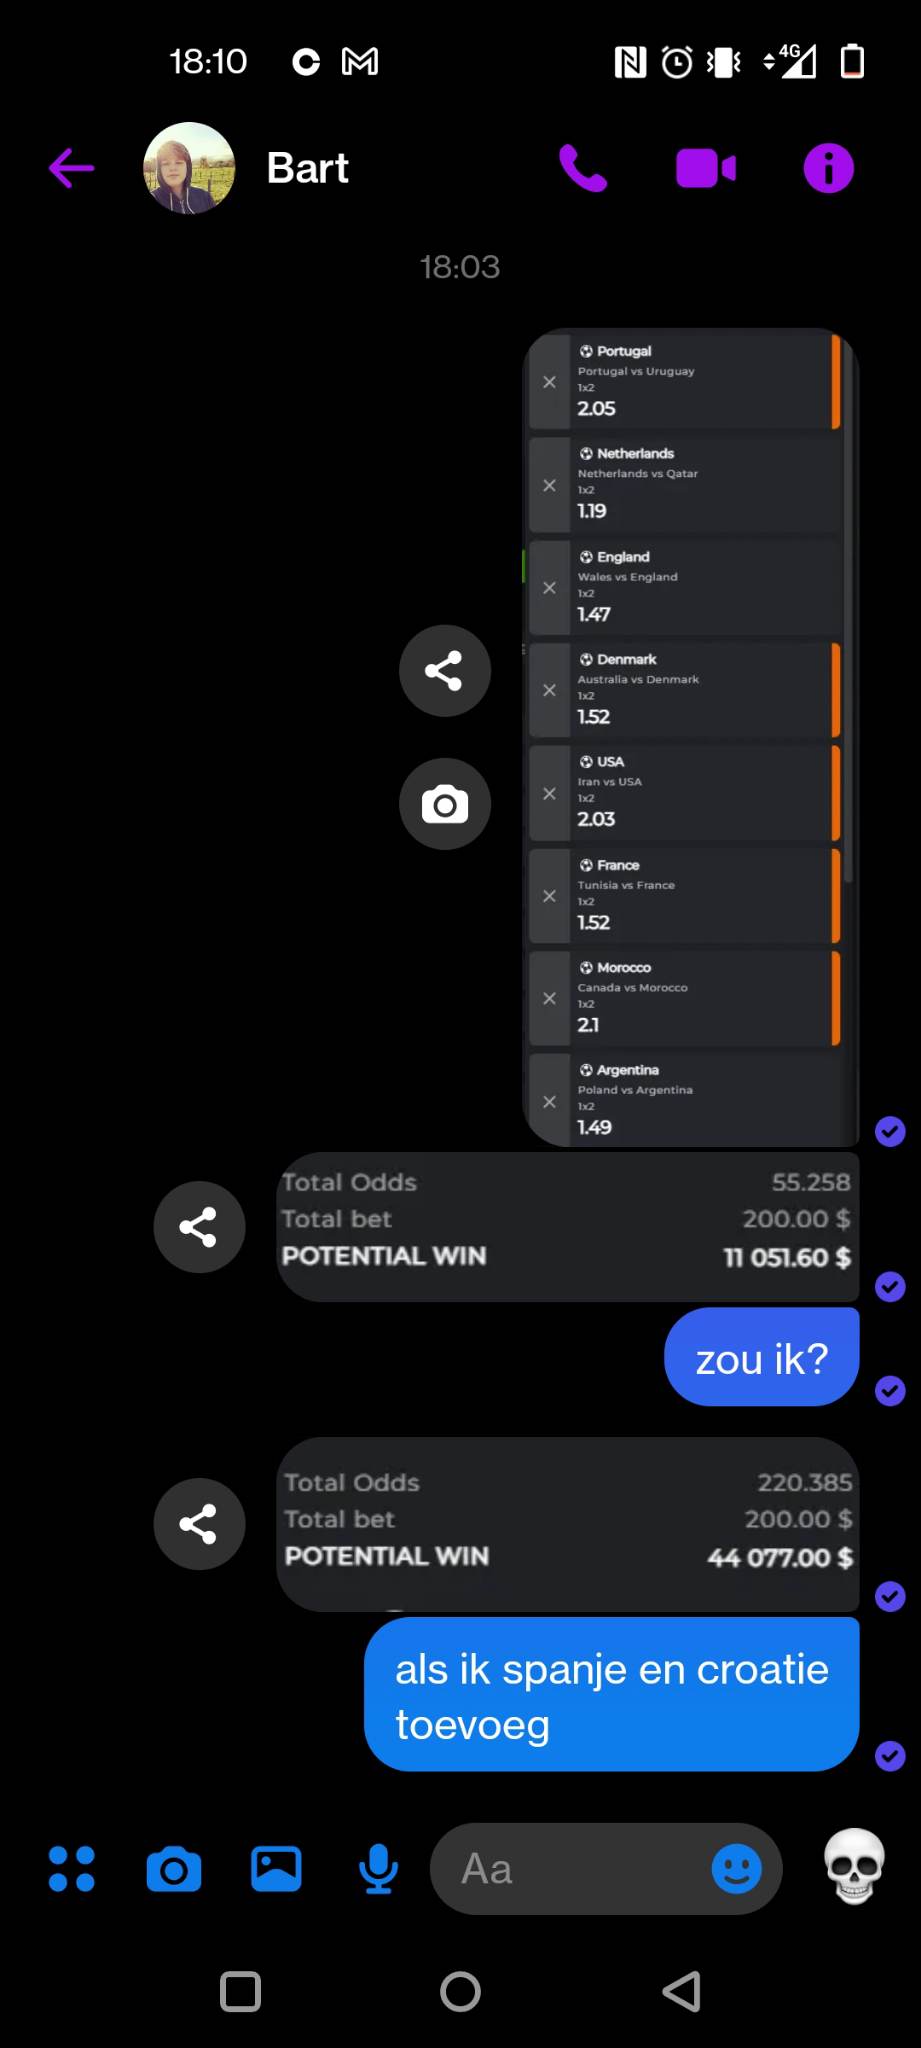 18:10
4G
Bart
18:03
Portugal
Portugal vs Uruguay
1x2
2.05
Netherlands
Netherlands vs Qatar
1x2
1.19
England
Wales vs England
1x2
1.47
Denmark
Australia vs Denmark
1x2
1.52
USA
Iran vs USA
1x2
2.03
France
Tunisia vs France
1x2
1.52
Morocco
Canada vs Morocco
1x2
2.1
Argentina
Poland vs Argentina
1x2
1.49
Total Odds 55.258
Total bet 200.00 $
POTENTIAL WIN 11 051.60 $
zou ik?
Total Odds 220.385
Total bet 200.00 $
POTENTIAL WIN 44 077.00 $
als ik spanje en croatie
toevoeg
Aa